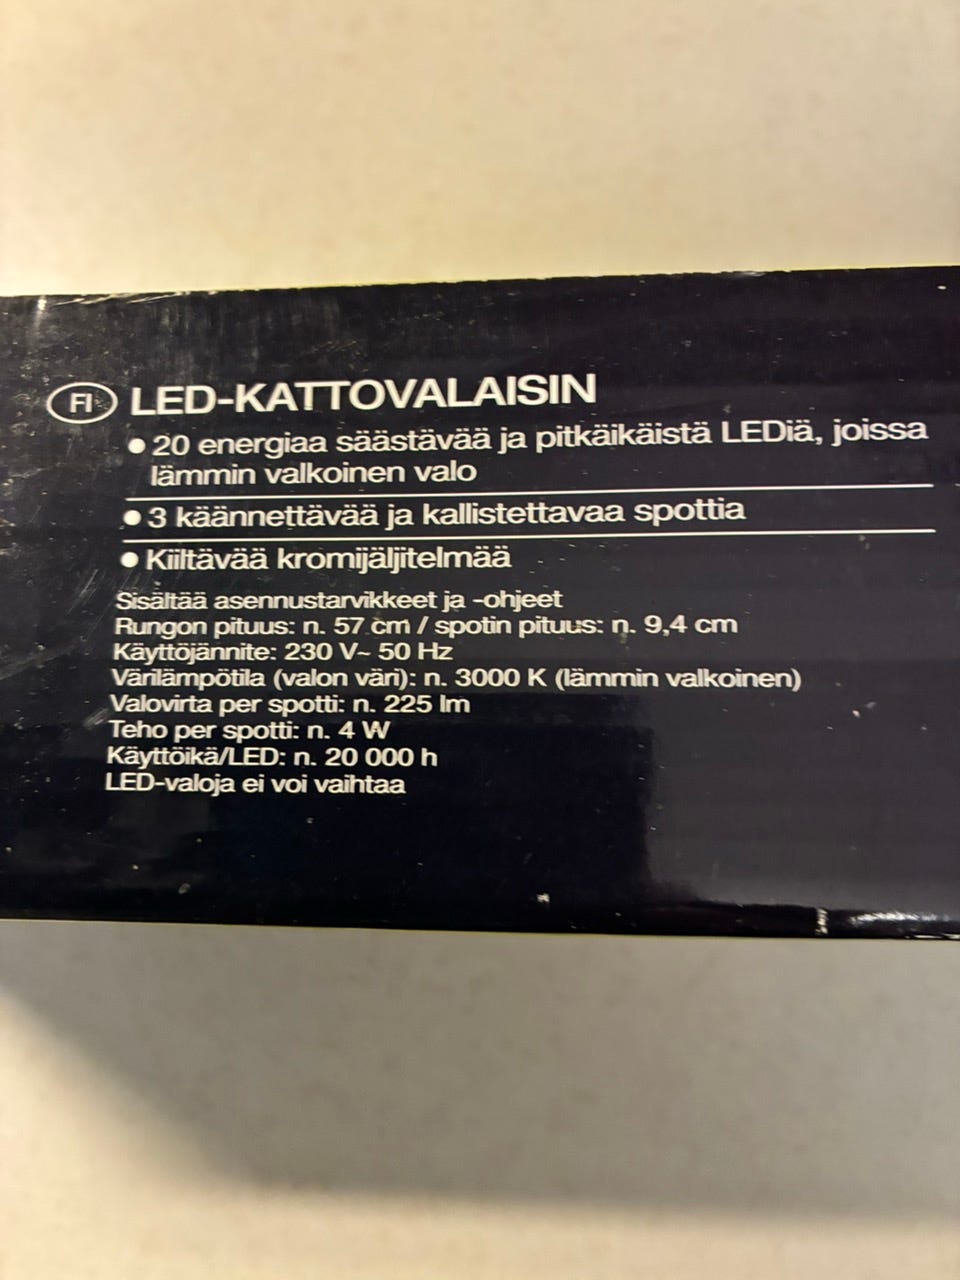 FI LED-KATTOVALAISIN
● 20 energiaa säästävää ja pitkäikäistä LEDiä, joissa
lämmin valkoinen valo
● 3 käännettävää ja kallistettavaa spottia
● Kiiltävää kromijäljitelmää
Sisältää asennustarvikkeet ja -ohjeet
Rungon pituus: n. 57 cm / spotin pituus: n. 9,4 cm
Käyttöjännite: 230 V~ 50 Hz
Värilämpötila (valon väri): n. 3000 K (lämmin valkoinen)
Valovirta per spotti: n. 225 lm
Teho per spotti: n. 4 W
Käyttöikä/LED: n. 20 000 h
LED-valoja ei voi vaihtaa